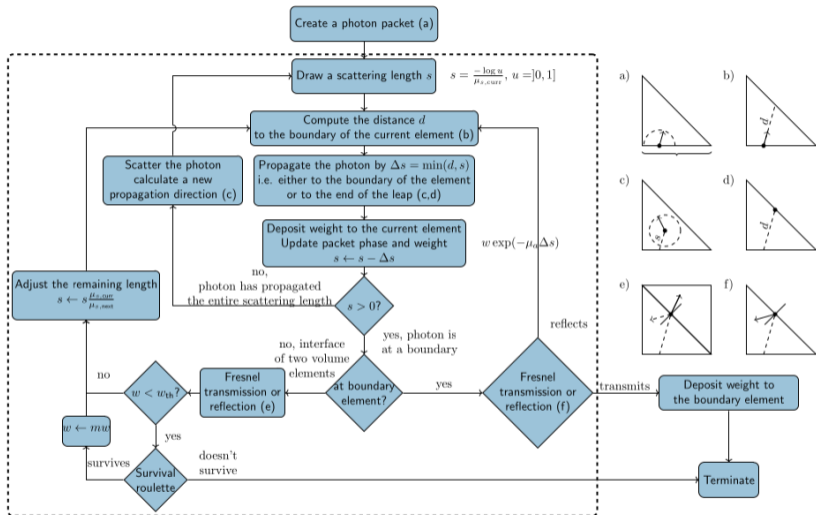 Create a photon packet (a)
Draw a scattering length s
s = −log u / μs,curr, u =]0, 1]
Compute the distance d
to the boundary of the current element (b)
Scatter the photon
calculate a new
propagation direction (c)
Propagate the photon by Δs = min(d, s)
i.e. either to the boundary of the element
or to the end of the leap (c,d)
Deposit weight to the current element
Update packet phase and weight
s ← s − Δs
w exp(−μaΔs)
no,
photon has propagated
the entire scattering length
s > 0?
Adjust the remaining length
s ← s μs,curr / μs,next
yes, photon is
at a boundary
no, interface
of two volume
elements
reflects
no
w < wth?
Fresnel
transmission or
reflection (e)
at boundary
element?
yes
Fresnel
transmission or
reflection (f)
transmits
Deposit weight to
the boundary element
w ← mw
yes
survives
Survival
roulette
doesn't
survive
Terminate
a)
b)
d
c)
s
d)
d
e)
f)